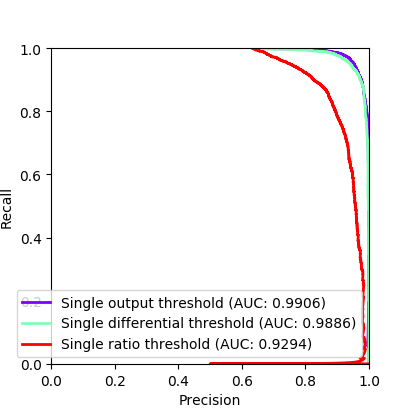 1.0
0.8
0.6
0.4
0.2
0.0
Recall
Single output threshold (AUC: 0.9906)
Single differential threshold (AUC: 0.9886)
Single ratio threshold (AUC: 0.9294)
0.0 0.2 0.4 0.6 0.8 1.0
Precision